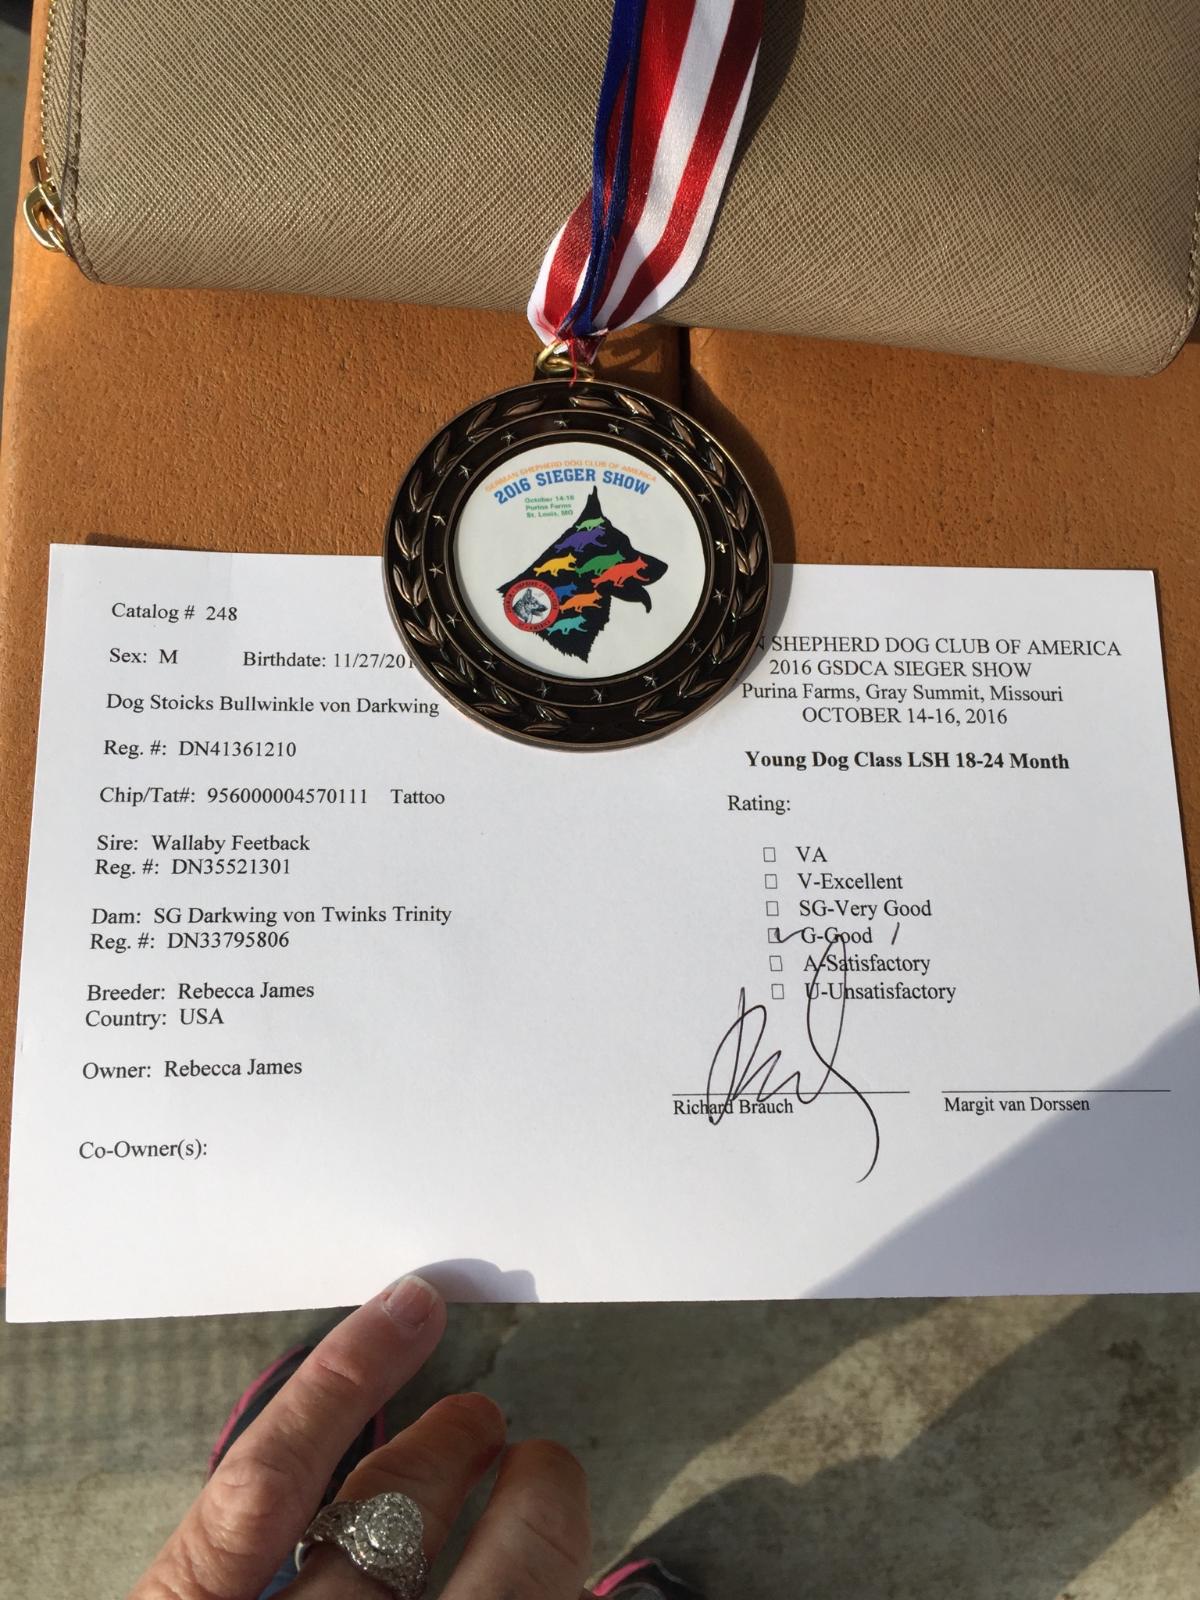 GERMAN SHEPHERD DOG CLUB OF AMERICA
2016 SIEGER SHOW
October 14-16
Purina Farms
St. Louis, MO
Catalog # 248
Sex: M Birthdate: 11/27/201
Dog Stoicks Bullwinkle von Darkwing
Reg. #: DN41361210
Chip/Tat#: 956000004570111 Tattoo
Sire: Wallaby Feetback
Reg. #: DN35521301
Dam: SG Darkwing von Twinks Trinity
Reg. #: DN33795806
Breeder: Rebecca James
Country: USA
Owner: Rebecca James
Co-Owner(s):
N SHEPHERD DOG CLUB OF AMERICA
2016 GSDCA SIEGER SHOW
Purina Farms, Gray Summit, Missouri
OCTOBER 14-16, 2016
Young Dog Class LSH 18-24 Month
Rating:
VA
V-Excellent
SG-Very Good
G-Good 1
A-Satisfactory
U-Unsatisfactory
Richard Brauch
Margit van Dorssen